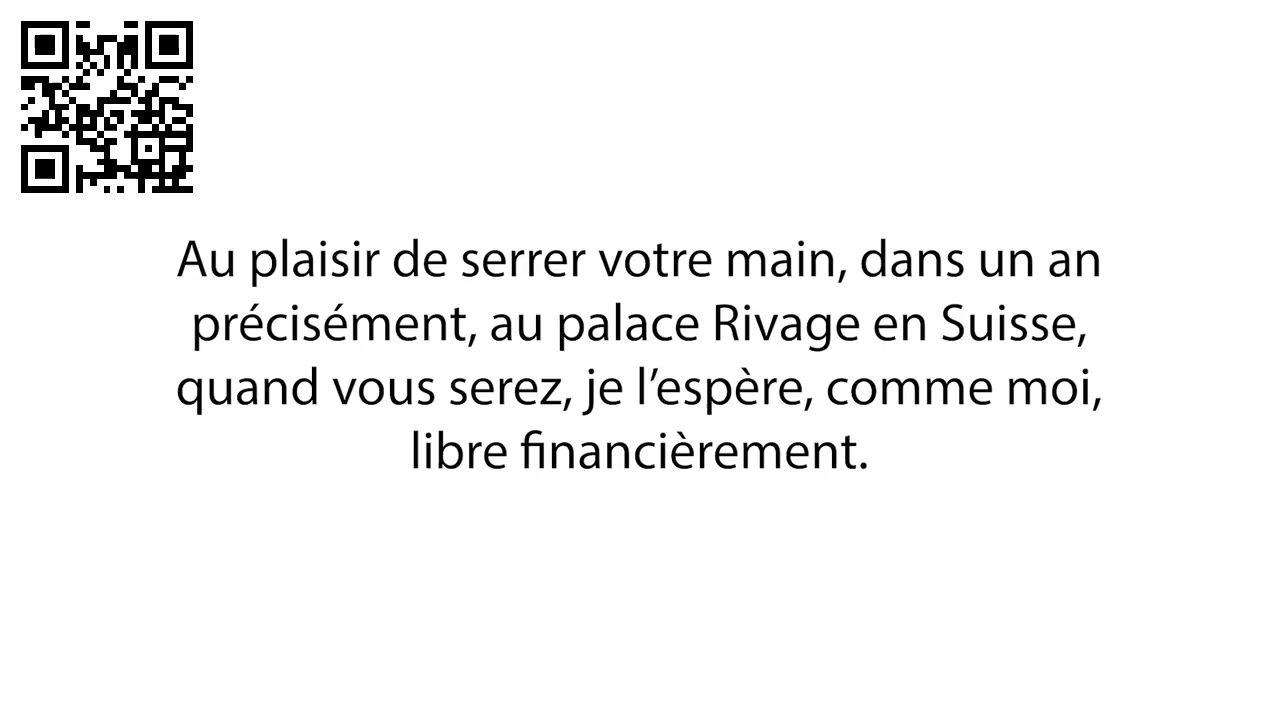 Au plaisir de serrer votre main, dans un an
précisément, au palace Rivage en Suisse,
quand vous serez, je l’espère, comme moi,
libre financièrement.